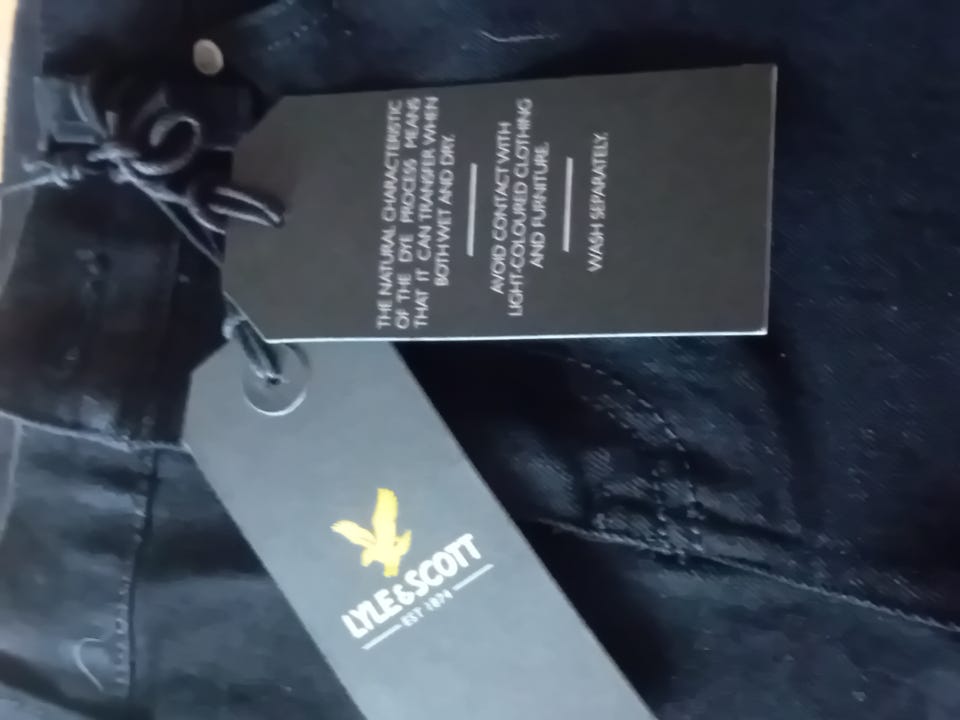 THE NATURAL CHARACTERISTIC
OF THE DYE PROCESS MEANS
THAT IT CAN TRANSFER WHEN
BOTH WET AND DRY.
AVOID CONTACT WITH
LIGHT-COLOURED CLOTHING
AND FURNITURE.
WASH SEPARATELY.
LYLE & SCOTT
EST 1874